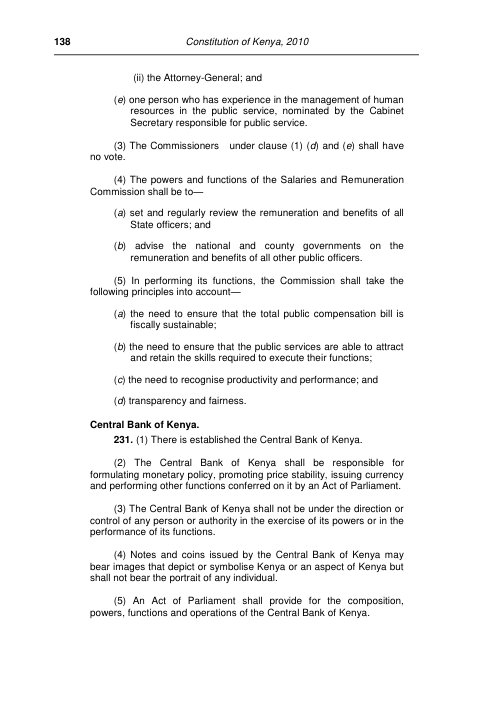 138 Constitution of Kenya, 2010
(ii) the Attorney-General; and
(e) one person who has experience in the management of human
resources in the public service, nominated by the Cabinet
Secretary responsible for public service.
(3) The Commissioners under clause (1) (d) and (e) shall have
no vote.
(4) The powers and functions of the Salaries and Remuneration
Commission shall be to—
(a) set and regularly review the remuneration and benefits of all
State officers; and
(b) advise the national and county governments on the
remuneration and benefits of all other public officers.
(5) In performing its functions, the Commission shall take the
following principles into account—
(a) the need to ensure that the total public compensation bill is
fiscally sustainable;
(b) the need to ensure that the public services are able to attract
and retain the skills required to execute their functions;
(c) the need to recognise productivity and performance; and
(d) transparency and fairness.
Central Bank of Kenya.
231. (1) There is established the Central Bank of Kenya.
(2) The Central Bank of Kenya shall be responsible for
formulating monetary policy, promoting price stability, issuing currency
and performing other functions conferred on it by an Act of Parliament.
(3) The Central Bank of Kenya shall not be under the direction or
control of any person or authority in the exercise of its powers or in the
performance of its functions.
(4) Notes and coins issued by the Central Bank of Kenya may
bear images that depict or symbolise Kenya or an aspect of Kenya but
shall not bear the portrait of any individual.
(5) An Act of Parliament shall provide for the composition,
powers, functions and operations of the Central Bank of Kenya.